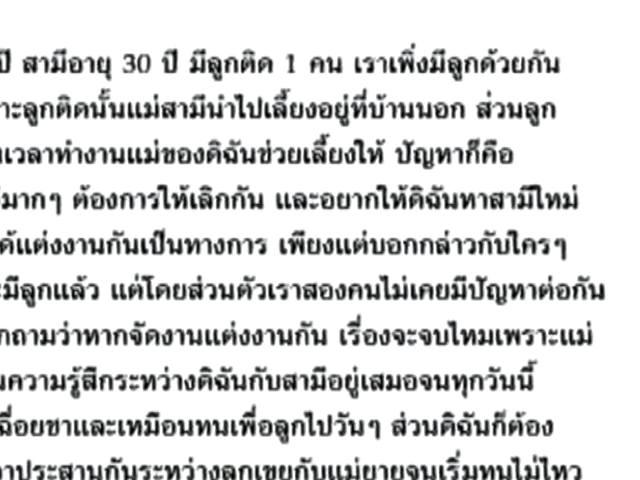 ปี สามีอายุ 30 ปี มีลูกติด 1 คน เราเพิ่งมีลูกด้วยกัน
าะลูกติดนั้นแม่สามีนำไปเลี้ยงอยู่ที่บ้านนอก ส่วนลูก
เวลาทำงานแม่ของดิฉันช่วยเลี้ยงให้ ปัญหาก็คือ
มากๆ ต้องการให้เลิกกัน และอยากให้ดิฉันหาสามีใหม่
ด้แต่งงานกันเป็นทางการ เพียงแต่บอกกล่าวกับใครๆ
ะมีลูกแล้ว แต่โดยส่วนตัวเราสองคนไม่เคยมีปัญหาต่อกัน
ถามว่าหากจัดงานแต่งงานกัน เรื่องจะจบไหมเพราะแม่
ความรู้สึกระหว่างดิฉันกับสามีอยู่เสมอจนทุกวันนี้
ฉื่อยชาและเหมือนทนเพื่อลูกไปวันๆ ส่วนดิฉันก็ต้อง
าประสานกันระหว่างลูกเขยกับแม่ยายจนเริ่มทนไม่ไหว